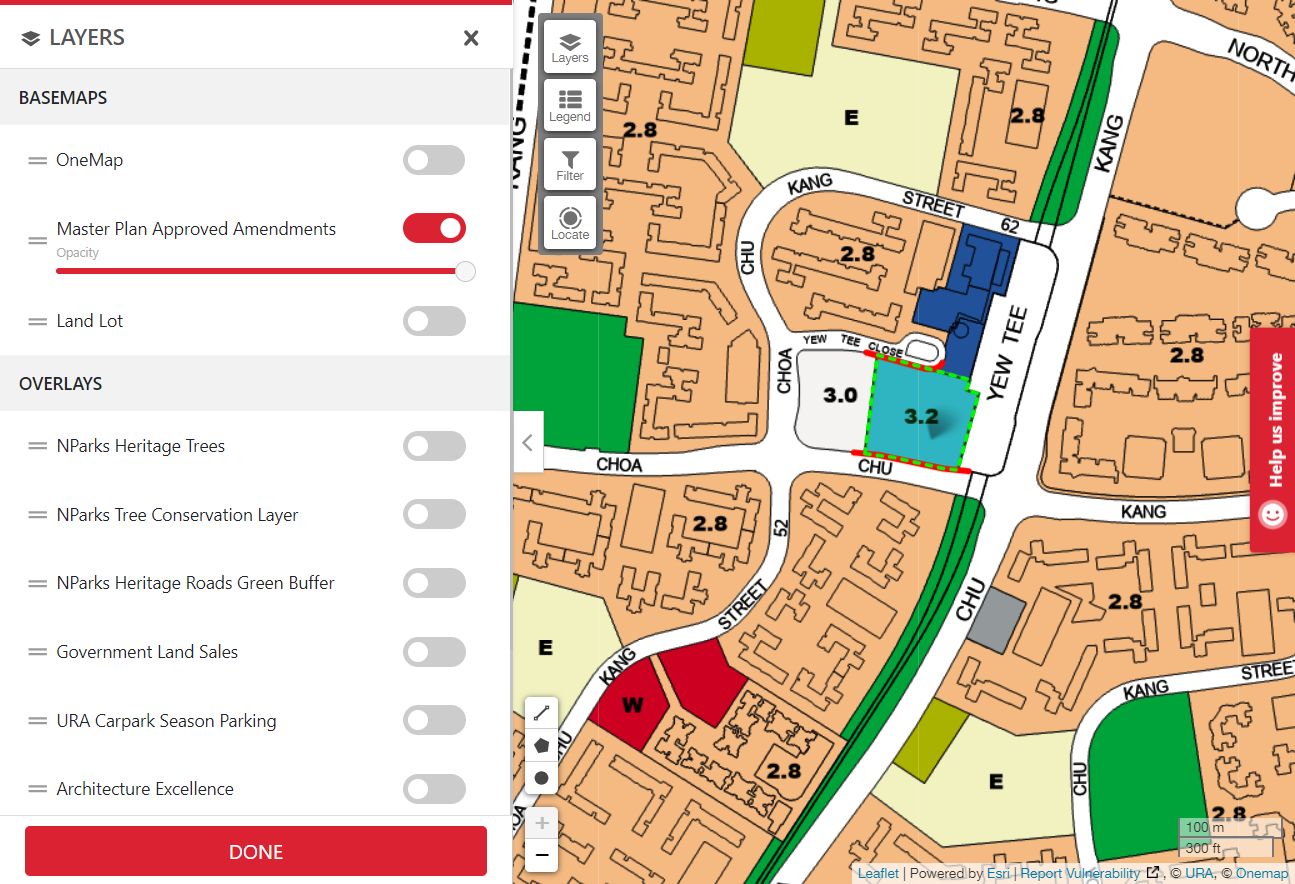 LAYERS
BASEMAPS
OneMap
Master Plan Approved Amendments
Opacity
Land Lot
OVERLAYS
NParks Heritage Trees
NParks Tree Conservation Layer
NParks Heritage Roads Green Buffer
Government Land Sales
URA Carpark Season Parking
Architecture Excellence
DONE
Layers
Legend
Filter
Locate
KANG
2.8
E
2.8
KANG
NORTH
KANG
STREET
62
CHU
2.8
YEW TEE
YEW TEE CLOSE
CHOA
3.0
3.2
2.8
Help us improve
CHOA
CHU
KANG
2.8
52
STREET
KANG
CHU
2.8
E
W
2.8
STREET
KANG
CHU
E
2.8
100 m
300 ft
Leaflet | Powered by Esri | Report Vulnerability , © URA, © Onemap